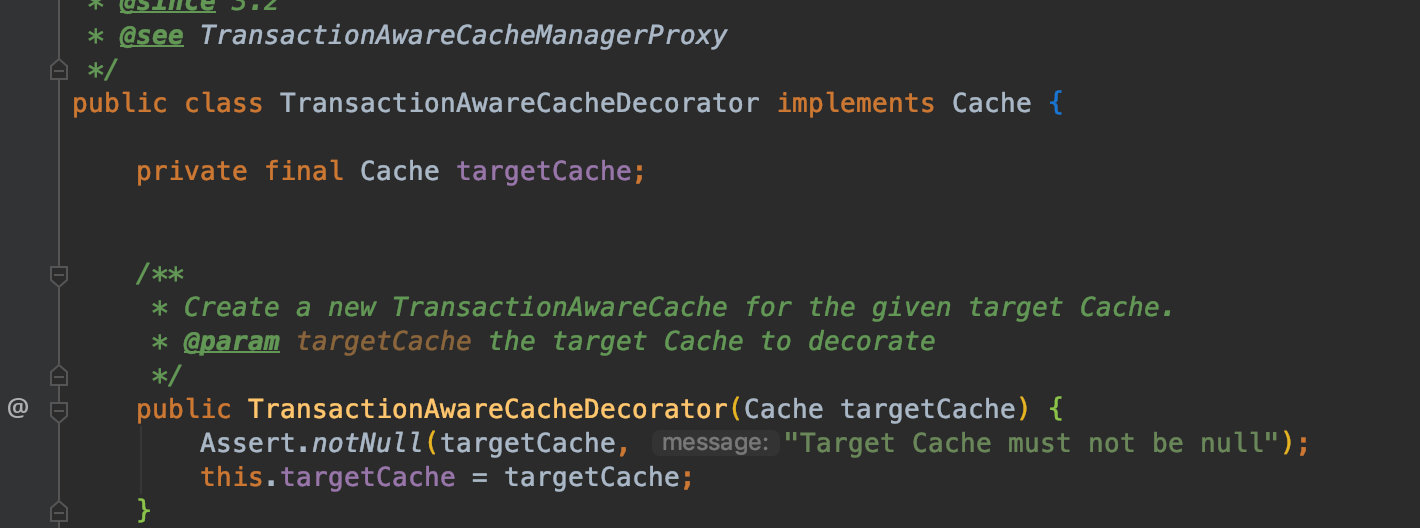 * @since 3.2
* @see TransactionAwareCacheManagerProxy
*/
public class TransactionAwareCacheDecorator implements Cache {
private final Cache targetCache;
/**
* Create a new TransactionAwareCache for the given target Cache.
* @param targetCache the target Cache to decorate
*/
@ public TransactionAwareCacheDecorator(Cache targetCache) {
Assert.notNull(targetCache, message: "Target Cache must not be null");
this.targetCache = targetCache;
}